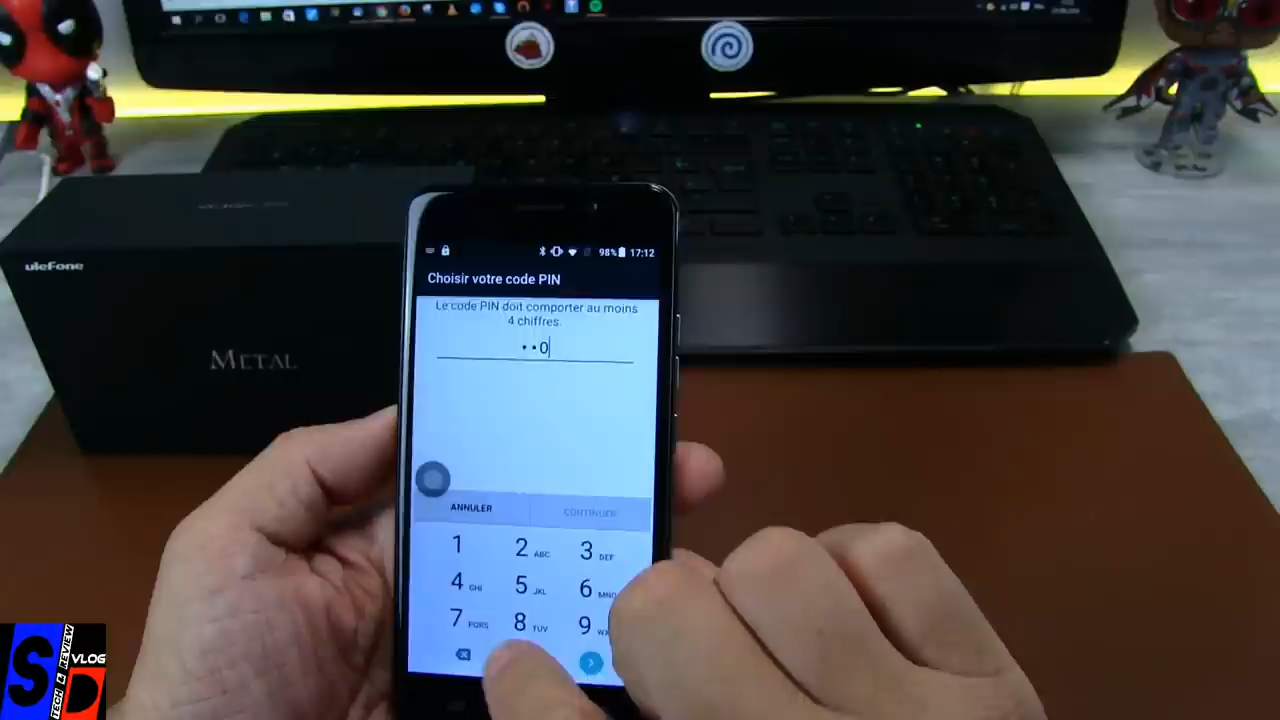 uleFone
METAL
98% 17:12
Choisir votre code PIN
Le code PIN doit comporter au moins
4 chiffres.
••0
ANNULER CONTINUER
1 2 ABC 3 DEF
4 GHI 5 JKL 6 MNO
7 PQRS 8 TUV 9
SD
TECH & REVIEW
VLOG